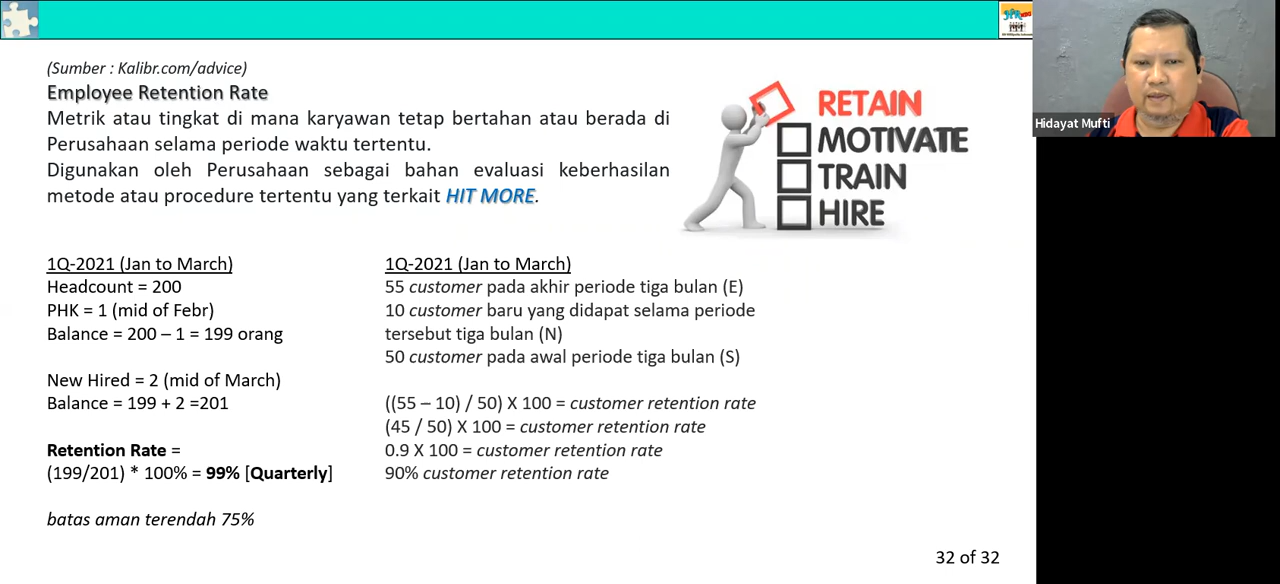 (Sumber : Kalibr.com/advice)
Employee Retention Rate
Metrik atau tingkat di mana karyawan tetap bertahan atau berada di
Perusahaan selama periode waktu tertentu.
Digunakan oleh Perusahaan sebagai bahan evaluasi keberhasilan
metode atau procedure tertentu yang terkait HIT MORE.
RETAIN
MOTIVATE
TRAIN
HIRE
Hidayat Mufti
1Q-2021 (Jan to March)
Headcount = 200
PHK = 1 (mid of Febr)
Balance = 200 – 1 = 199 orang
New Hired = 2 (mid of March)
Balance = 199 + 2 =201
Retention Rate =
(199/201) * 100% = 99% [Quarterly]
batas aman terendah 75%
1Q-2021 (Jan to March)
55 customer pada akhir periode tiga bulan (E)
10 customer baru yang didapat selama periode
tersebut tiga bulan (N)
50 customer pada awal periode tiga bulan (S)
((55 – 10) / 50) X 100 = customer retention rate
(45 / 50) X 100 = customer retention rate
0.9 X 100 = customer retention rate
90% customer retention rate
32 of 32